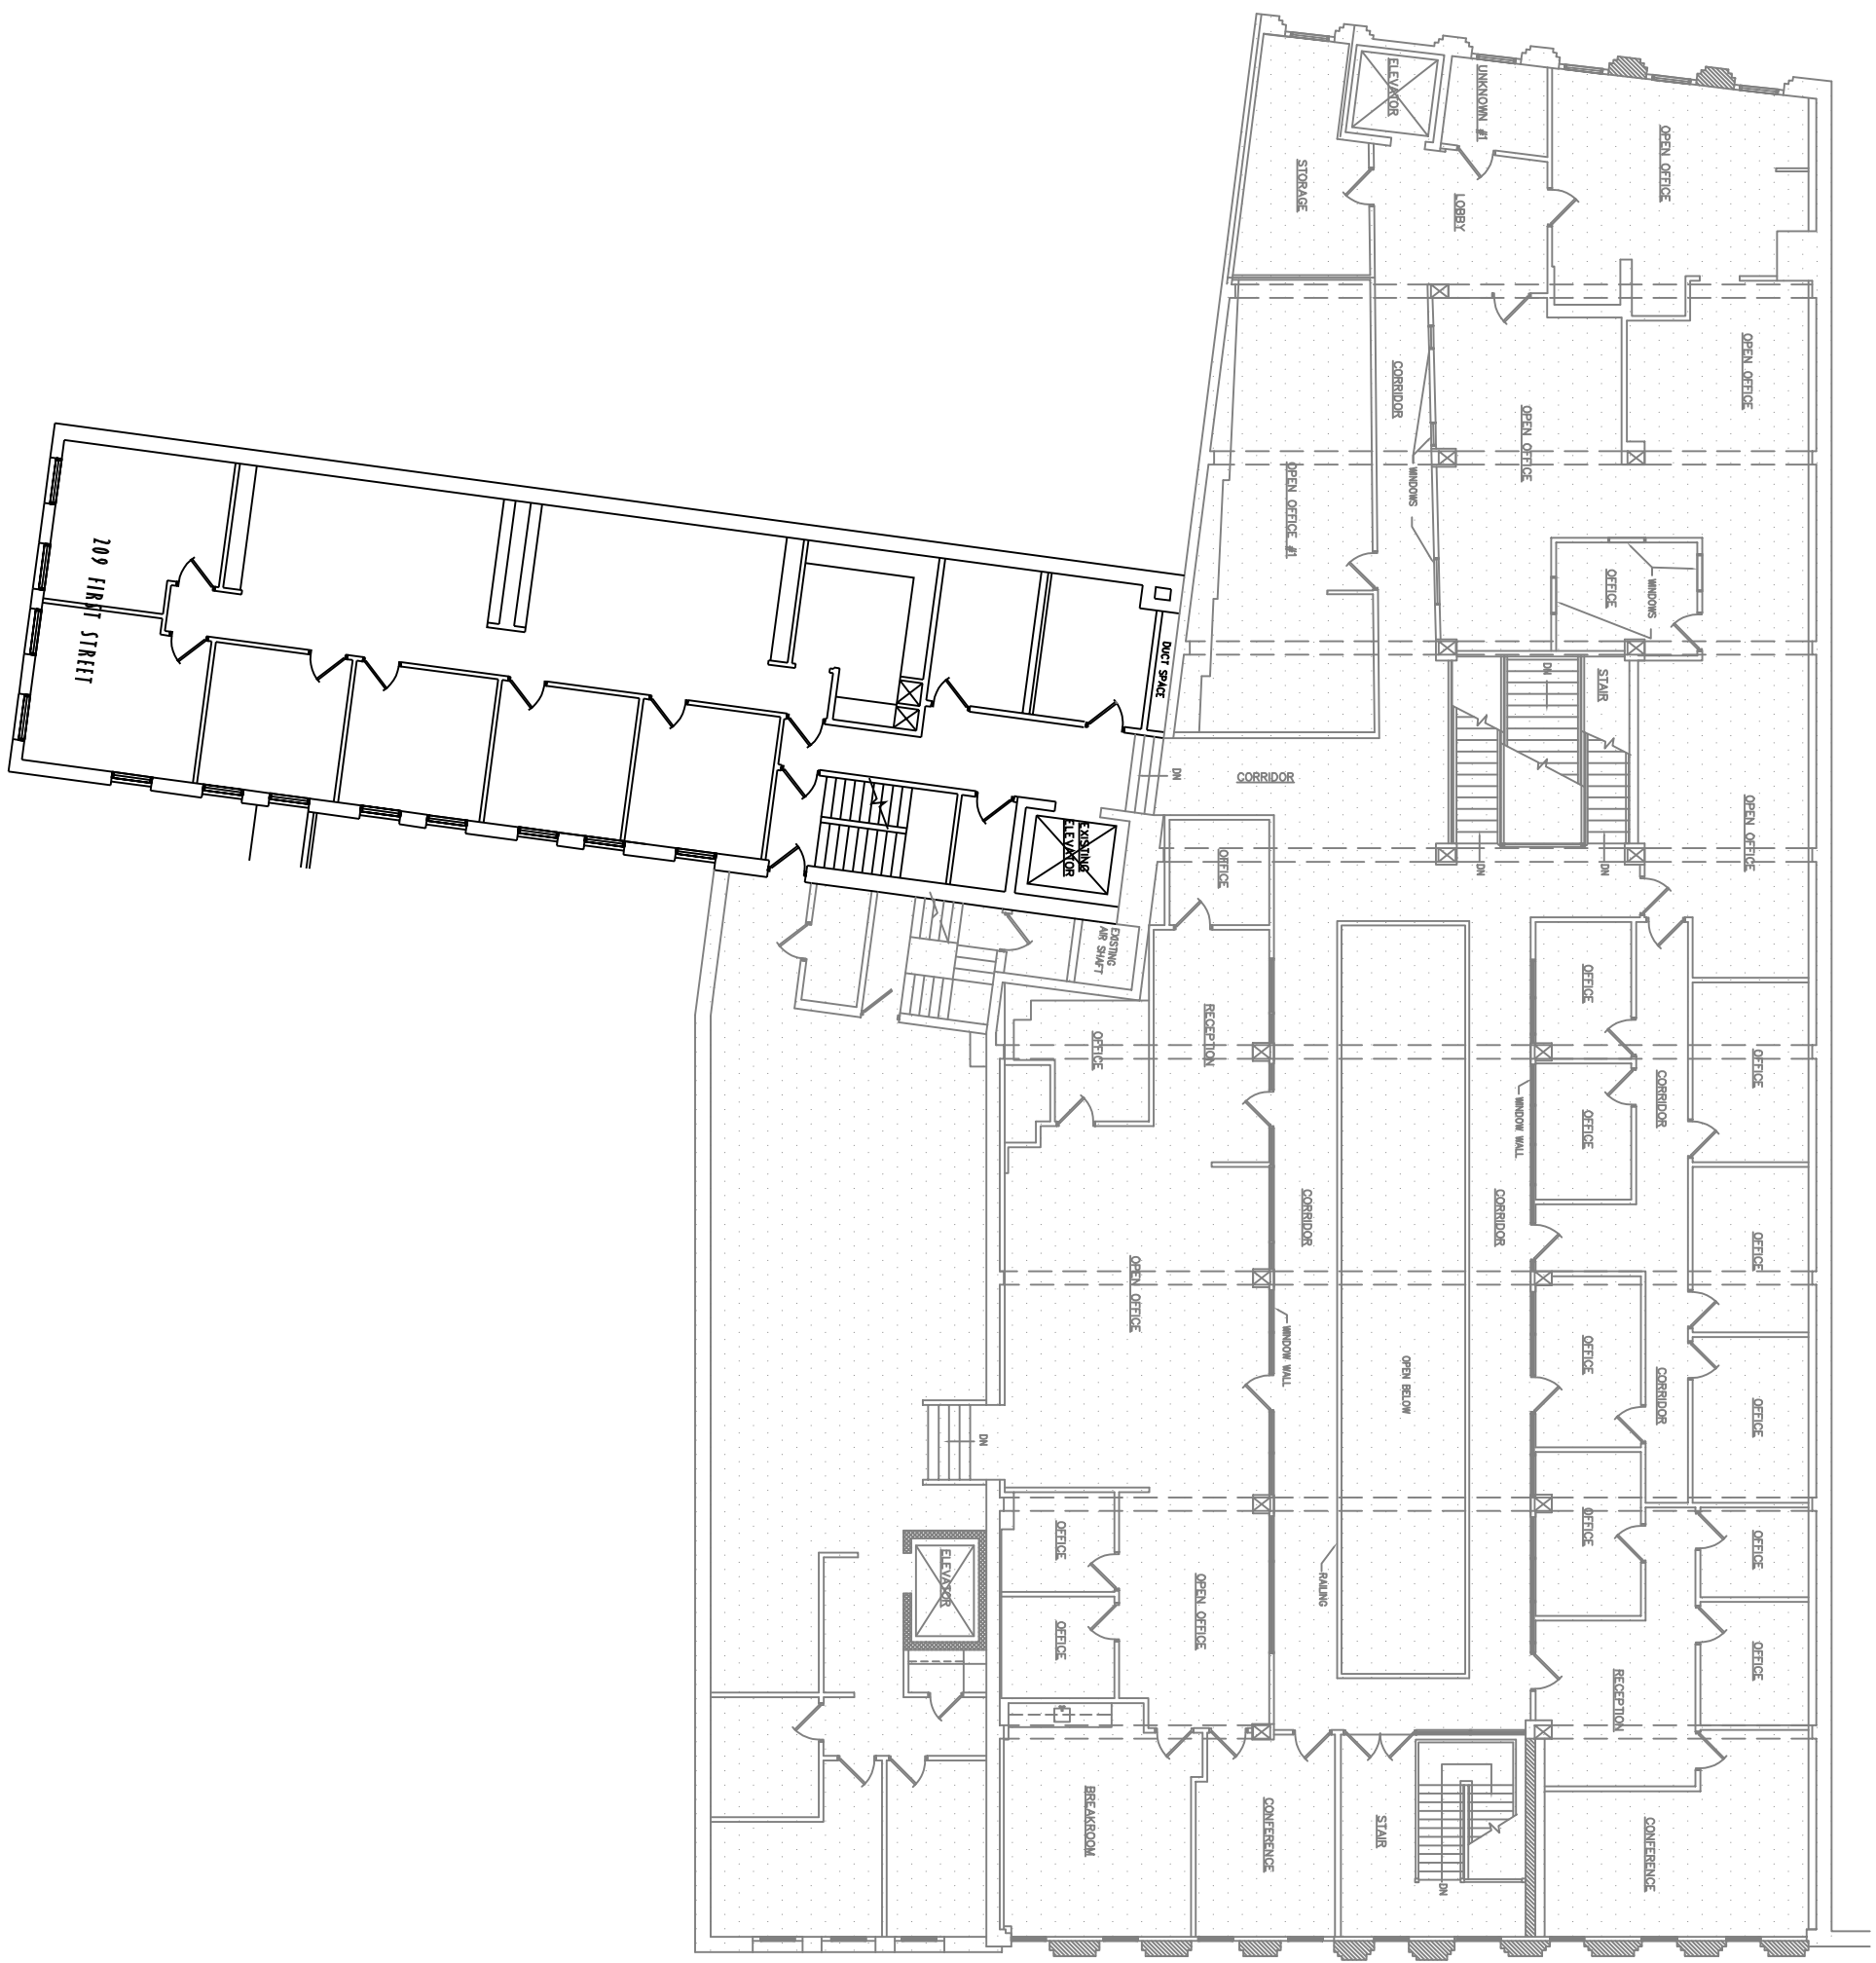 ELEVATOR
UNKNOWN #1
OPEN OFFICE
STORAGE
LOBBY
OPEN OFFICE
CORRIDOR
OPEN OFFICE
OPEN OFFICE #1
WINDOWS
OFFICE
WINDOWS
209 FIRST STREET
DUCT SPACE
DN
STAIR
DN
CORRIDOR
OPEN OFFICE
EXISTING
ELEVATOR
OFFICE
DN
DN
EXISTING
AIR SHAFT
OFFICE
RECEPTION
OFFICE
OFFICE
CORRIDOR
WINDOW WALL
OFFICE
CORRIDOR
CORRIDOR
OFFICE
OPEN OFFICE
WINDOW WALL
OPEN BELOW
OFFICE
CORRIDOR
OFFICE
DN
OFFICE
OFFICE
OFFICE
ELEVATOR
OPEN OFFICE
RAILING
OFFICE
OFFICE
RECEPTION
BREAKROOM
CONFERENCE
STAIR
DN
CONFERENCE